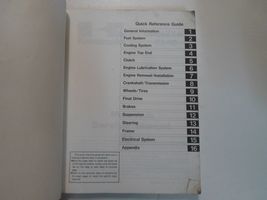 Quick Reference Guide
General Information 1
Fuel System 2
Cooling System 3
Engine Top End 4
Clutch 5
Engine Lubrication System 6
Engine Removal/Installation 7
Crankshaft/Transmission 8
Wheels/Tires 9
Final Drive 10
Brakes 11
Suspension 12
Steering 13
Frame 14
Electrical System 15
Appendix 16